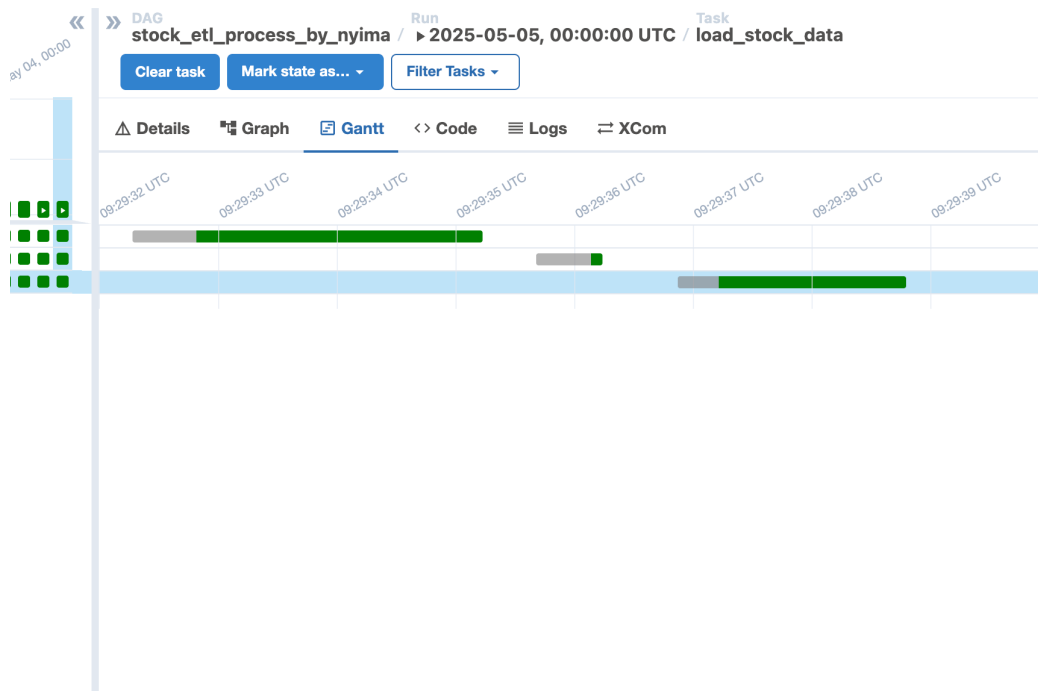 DAG
stock_etl_process_by_nyima
/
Run
2025-05-05, 00:00:00 UTC
/
Task
load_stock_data
Clear task
Mark state as...
Filter Tasks
Details
Graph
Gantt
Code
Logs
XCom
ay 04, 00:00
09:29:32 UTC
09:29:33 UTC
09:29:34 UTC
09:29:35 UTC
09:29:36 UTC
09:29:37 UTC
09:29:38 UTC
09:29:39 UTC